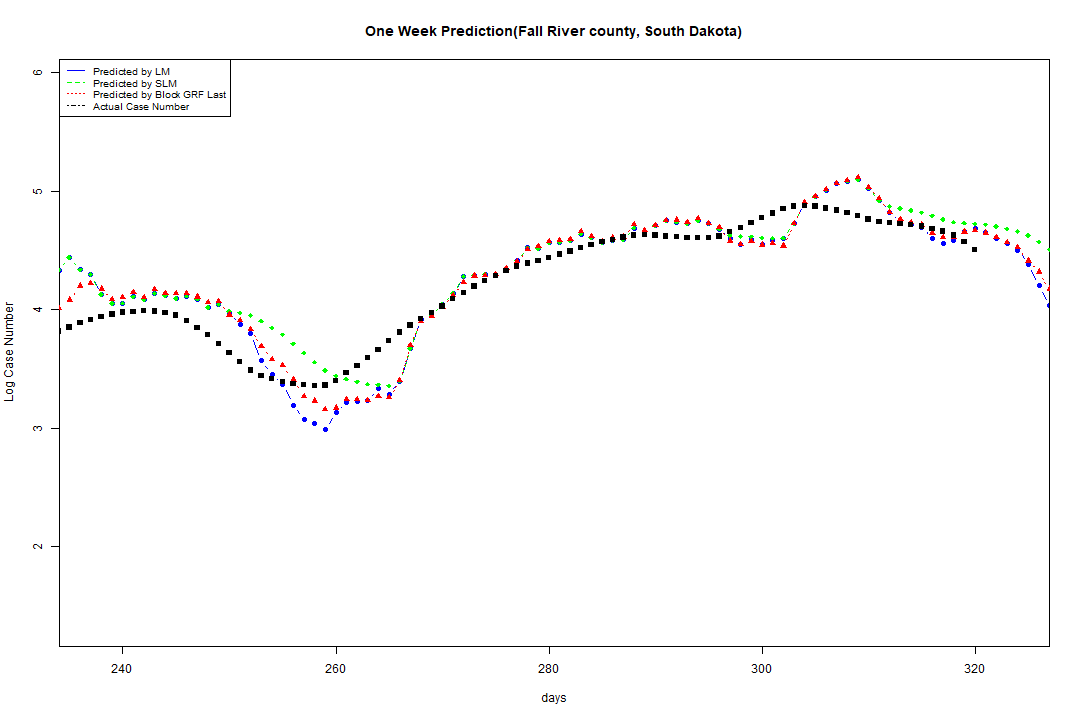 One Week Prediction(Fall River county, South Dakota)
Predicted by LM
Predicted by SLM
Predicted by Block GRF Last
Actual Case Number
6
5
4
3
2
Log Case Number
240
260
280
300
320
days